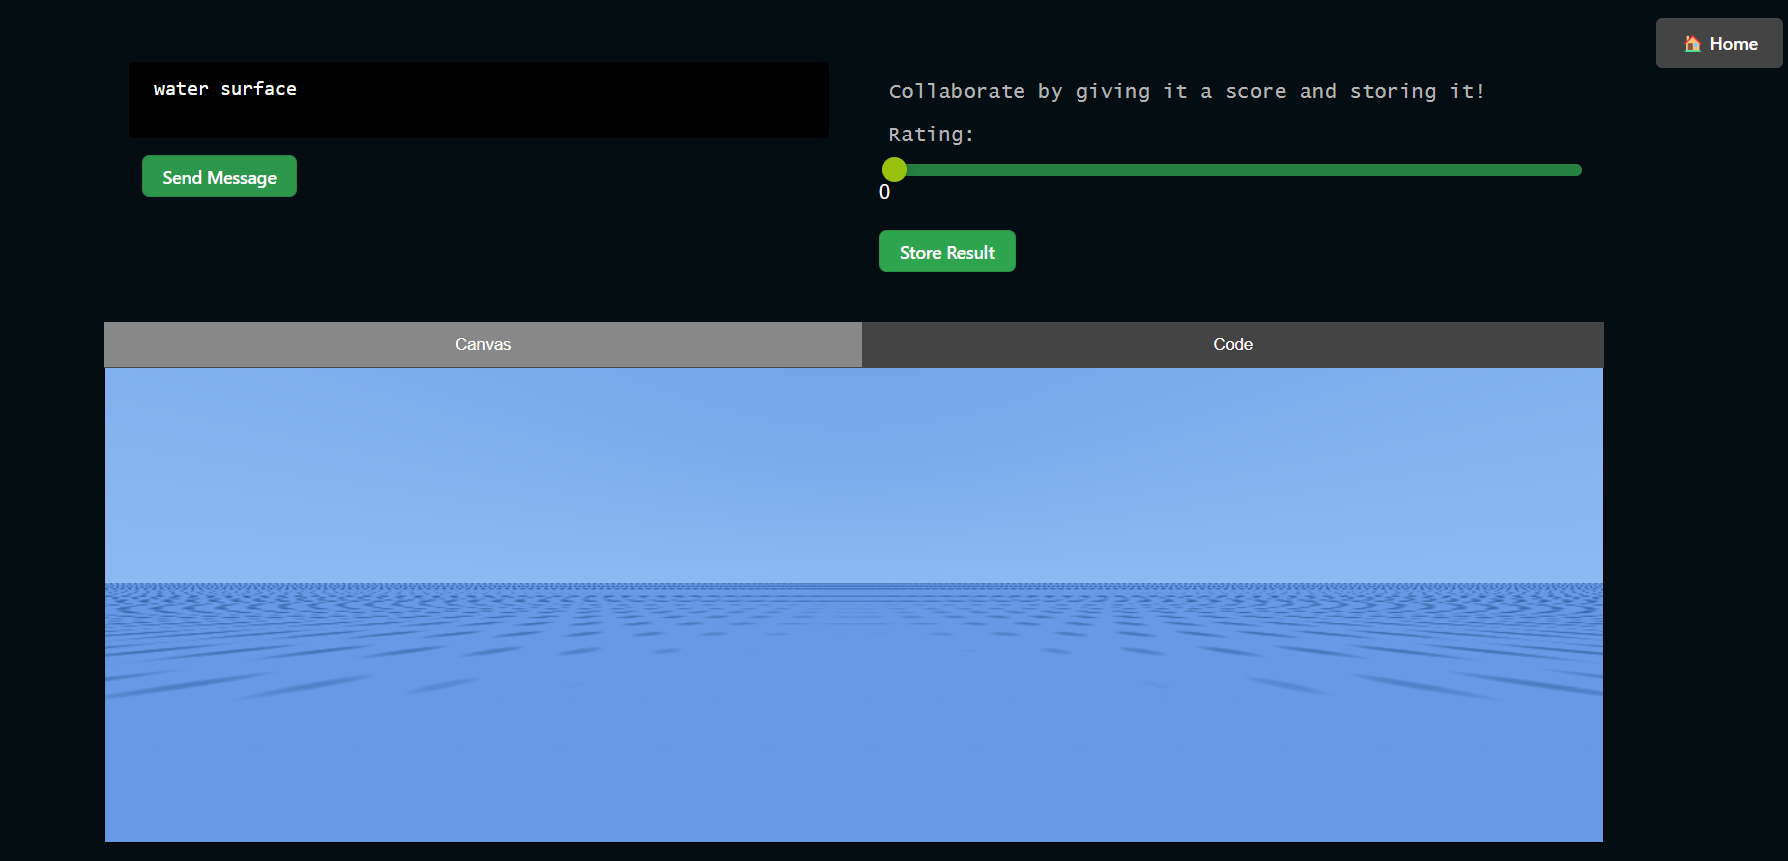 🏠 Home
water surface
Send Message
Collaborate by giving it a score and storing it!
Rating:
0
Store Result
Canvas
Code